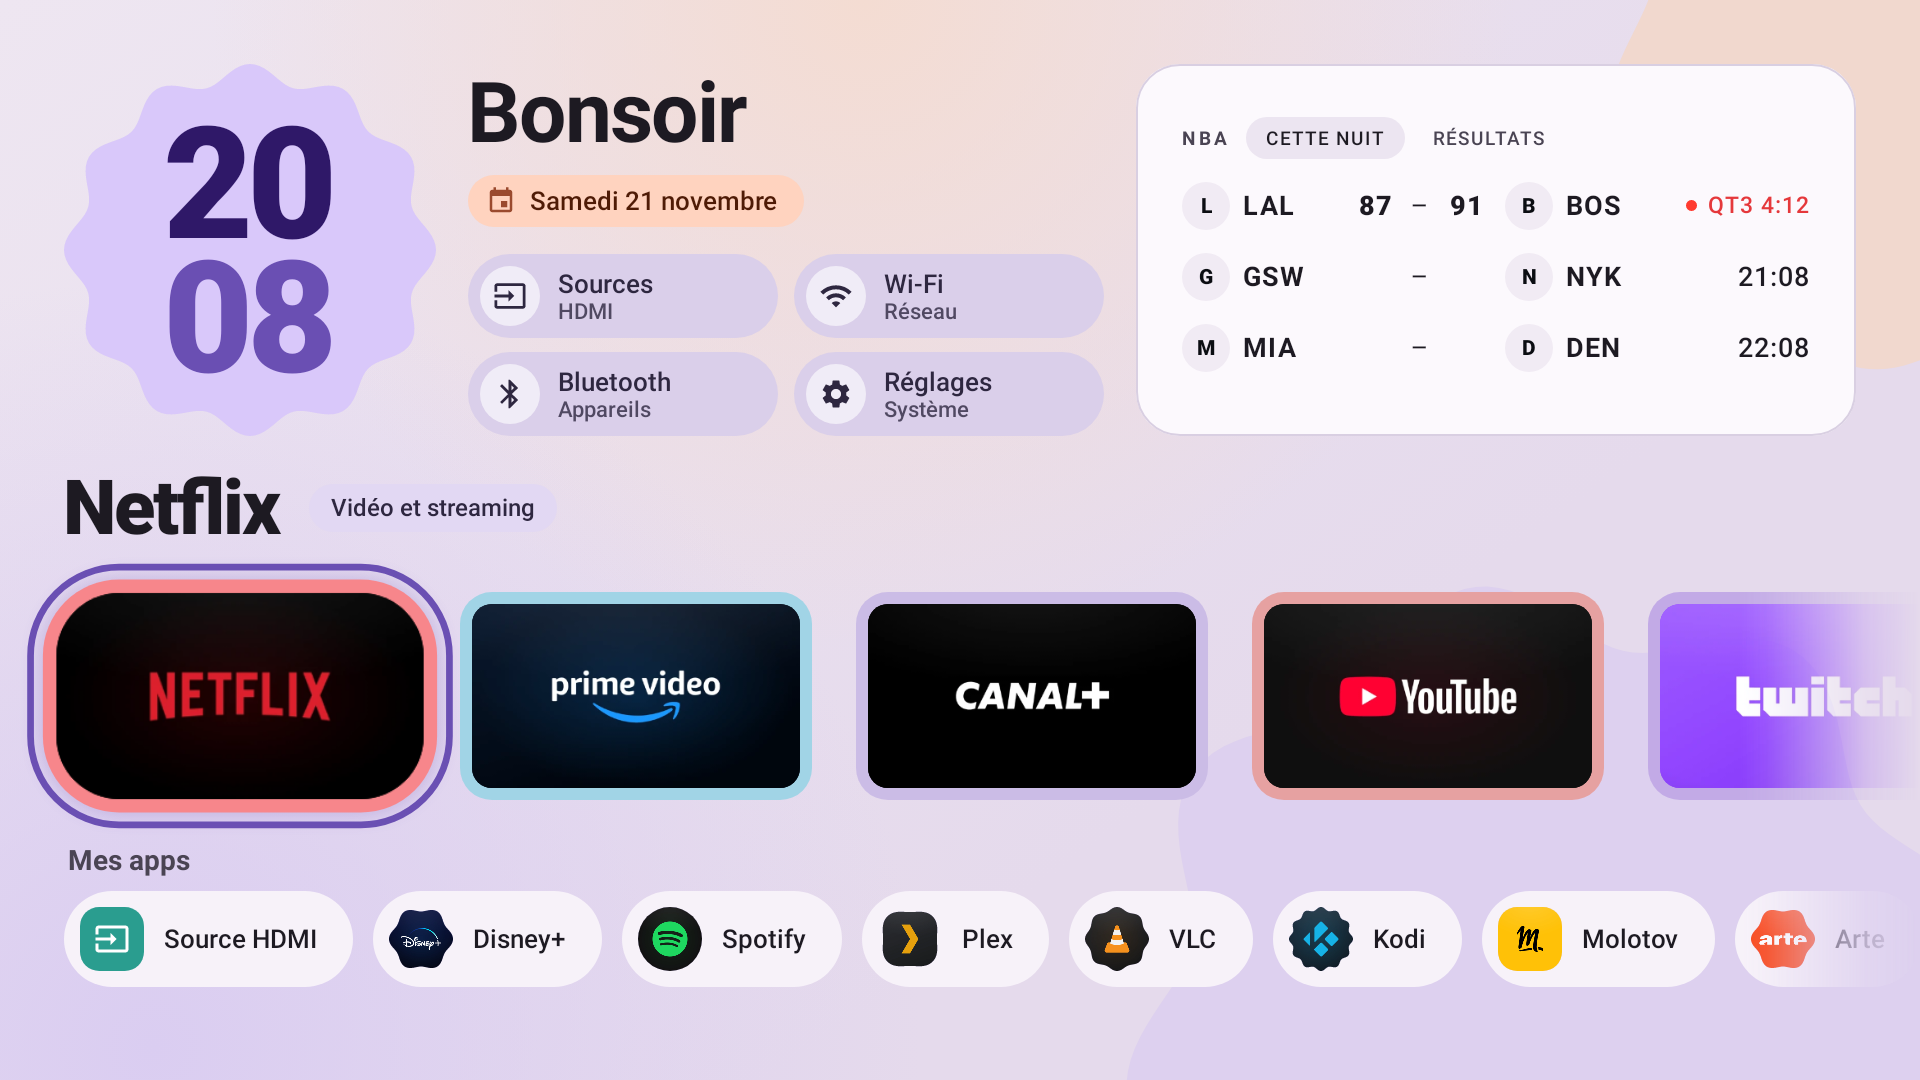 20
08
Bonsoir
Samedi 21 novembre
Sources
HDMI
Wi-Fi
Réseau
Bluetooth
Appareils
Réglages
Système
NBA CETTE NUIT RÉSULTATS
L LAL 87 – 91 B BOS QT3 4:12
G GSW – N NYK 21:08
M MIA – D DEN 22:08
Netflix Vidéo et streaming
NETFLIX
prime video
CANAL+
YouTube
twitch
Mes apps
Source HDMI
Disney+ Disney+
Spotify
Plex
VLC
Kodi
Molotov
arte Arte